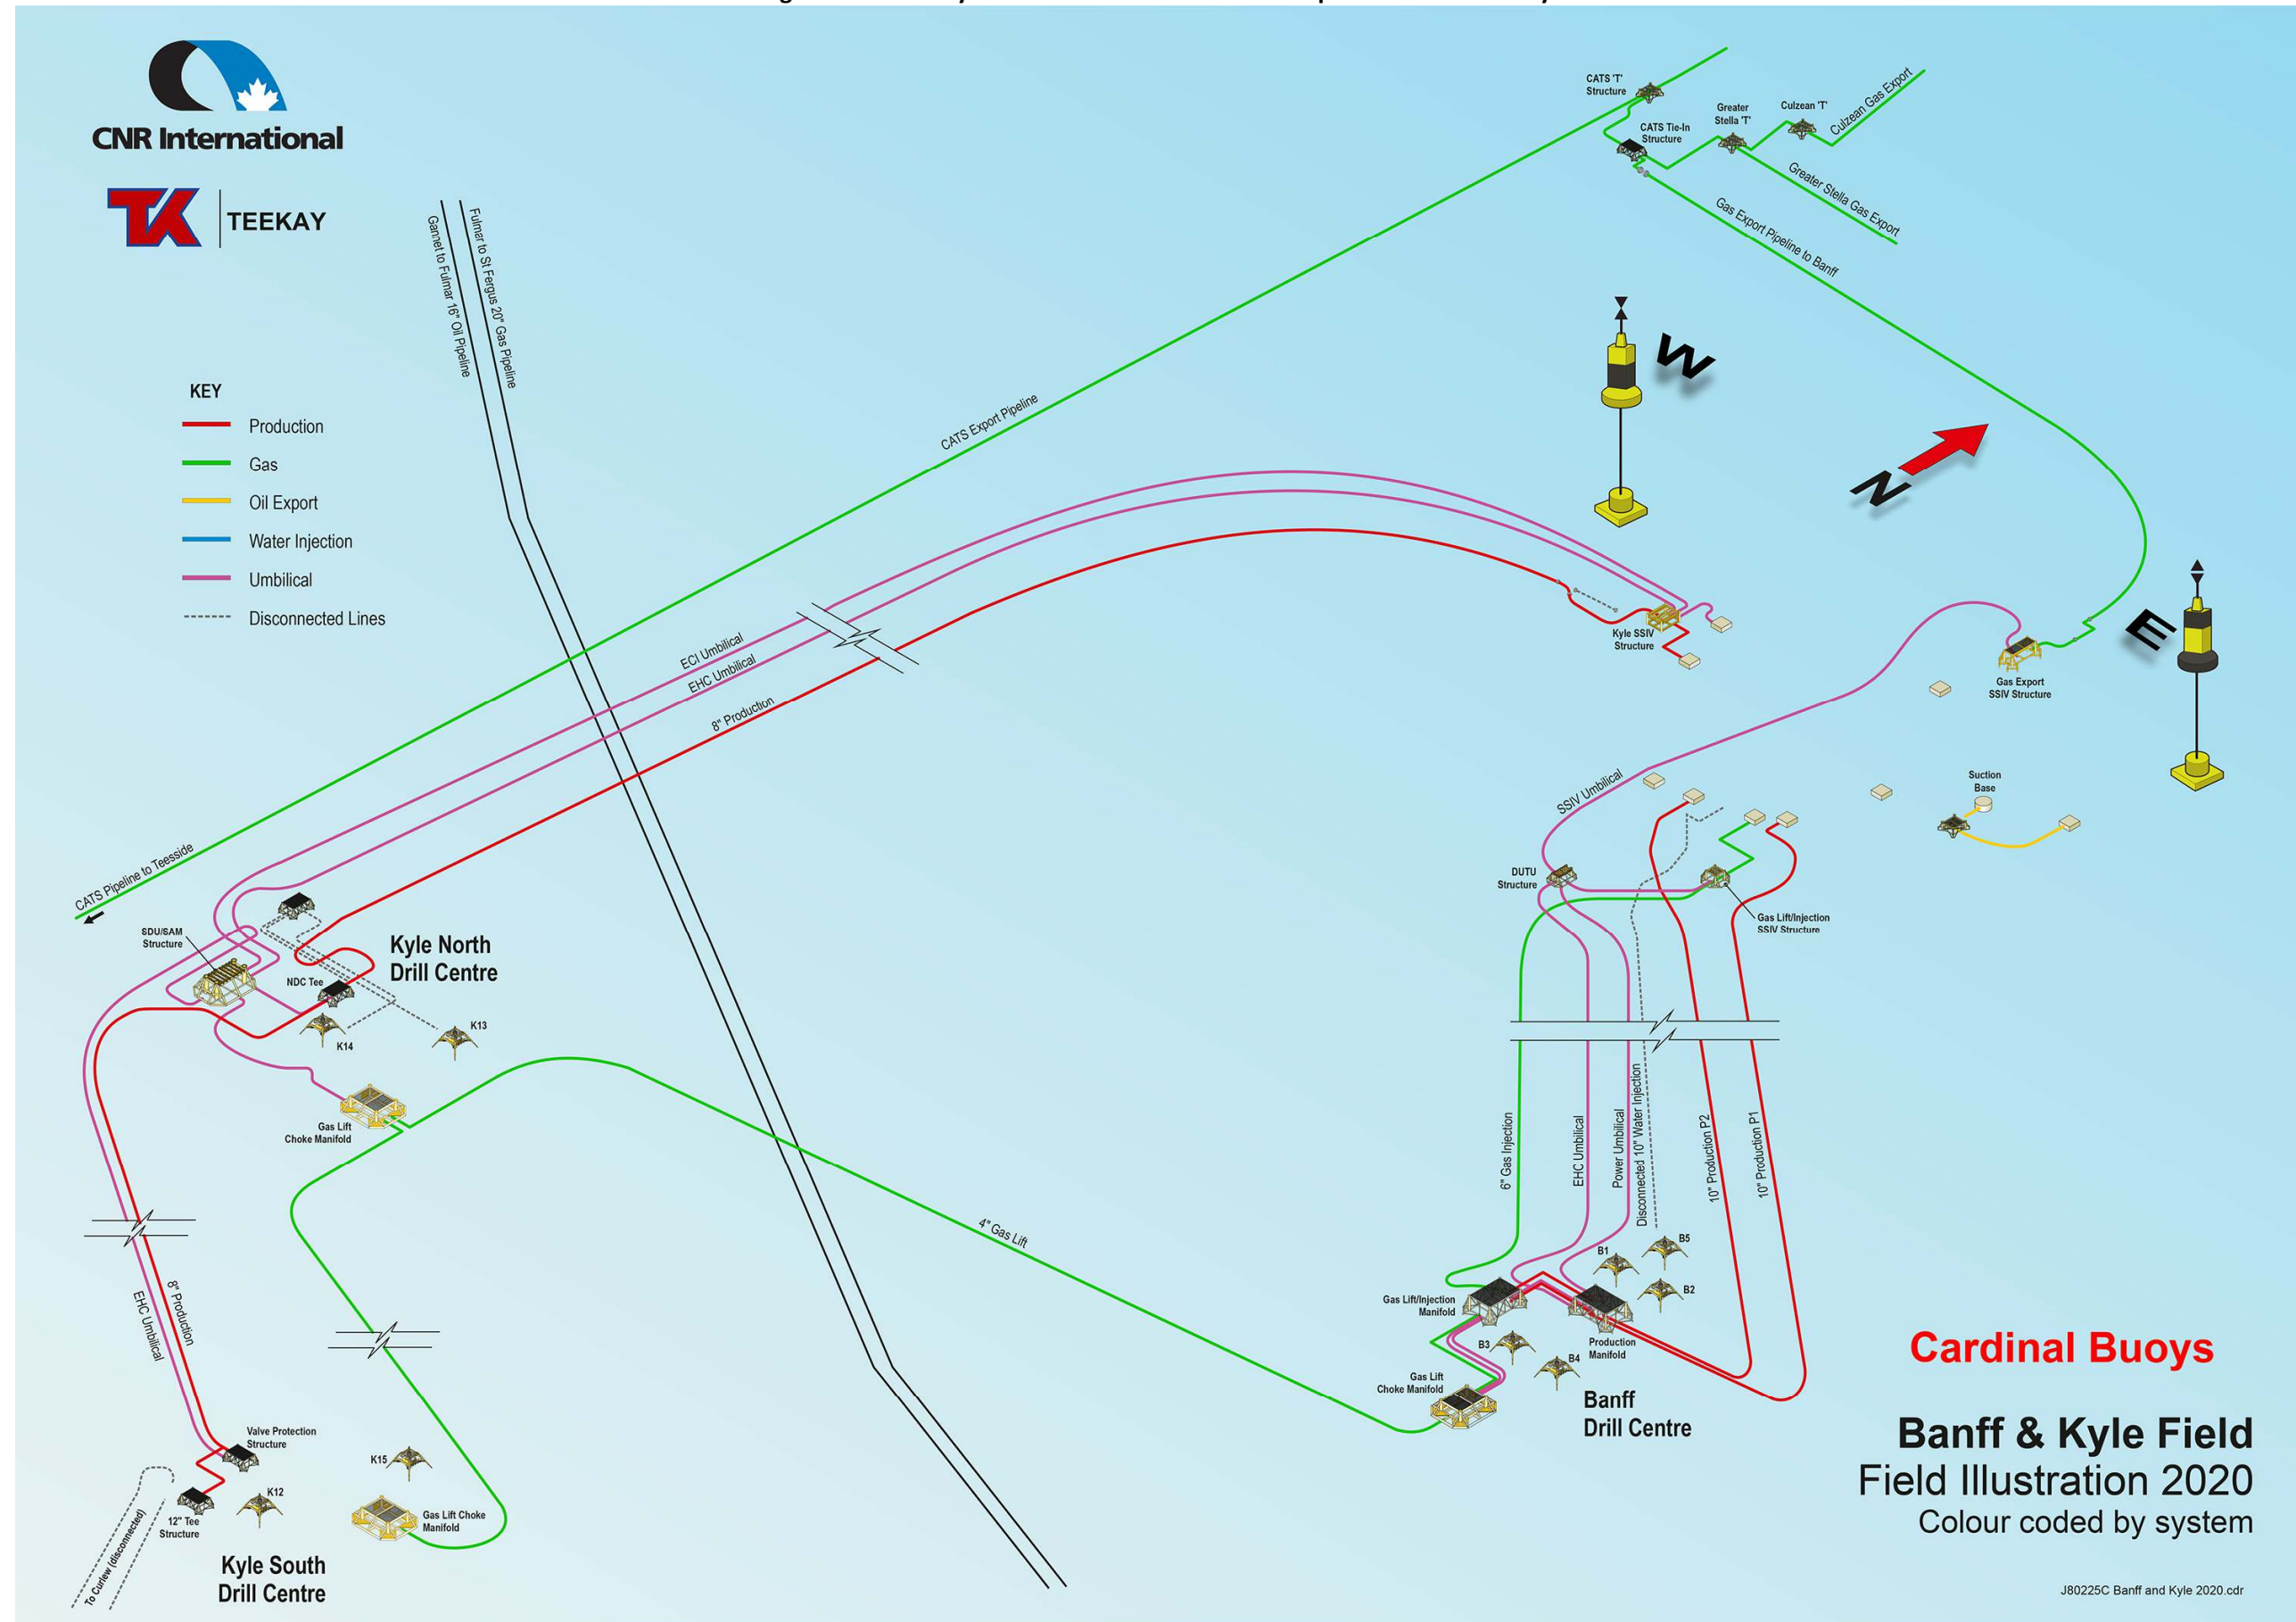 CNR International
TK
TEEKAY
KEY
Production
Gas
Oil Export
Water Injection
Umbilical
Disconnected Lines
Gannet to Fulmar 16" Oil Pipeline
Fulmar to St Fergus 20" Gas Pipeline
CATS 'T'
Structure
CATS Tie-In
Structure
Greater
Stella 'T'
Culzean 'T'
Culzean Gas Export
Greater Stella Gas Export
Gas Export Pipeline to Banff
W
N
E
CATS Export Pipeline
ECI Umbilical
EHC Umbilical
8" Production
Kyle SSIV
Structure
Gas Export
SSIV Structure
SSIV Umbilical
Suction
Base
DUTU
Structure
Gas Lift/Injection
SSIV Structure
CATS Pipeline to Teesside
SDU/SAM
Structure
NDC Tee
Kyle North
Drill Centre
K14
K13
Gas Lift
Choke Manifold
4" Gas Lift
6" Gas Injection
EHC Umbilical
Power Umbilical
Disconnected 10" Water Injection
10" Production P2
10" Production P1
B1
B5
B2
Gas Lift/Injection
Manifold
B3
B4
Production
Manifold
Gas Lift
Choke Manifold
Banff
Drill Centre
8" Production
EHC Umbilical
Valve Protection
Structure
12" Tee
Structure
K12
K15
Gas Lift Choke
Manifold
To Curlew (disconnected)
Kyle South
Drill Centre
Cardinal Buoys
Banff & Kyle Field
Field Illustration 2020
Colour coded by system
J80225C Banff and Kyle 2020.cdr